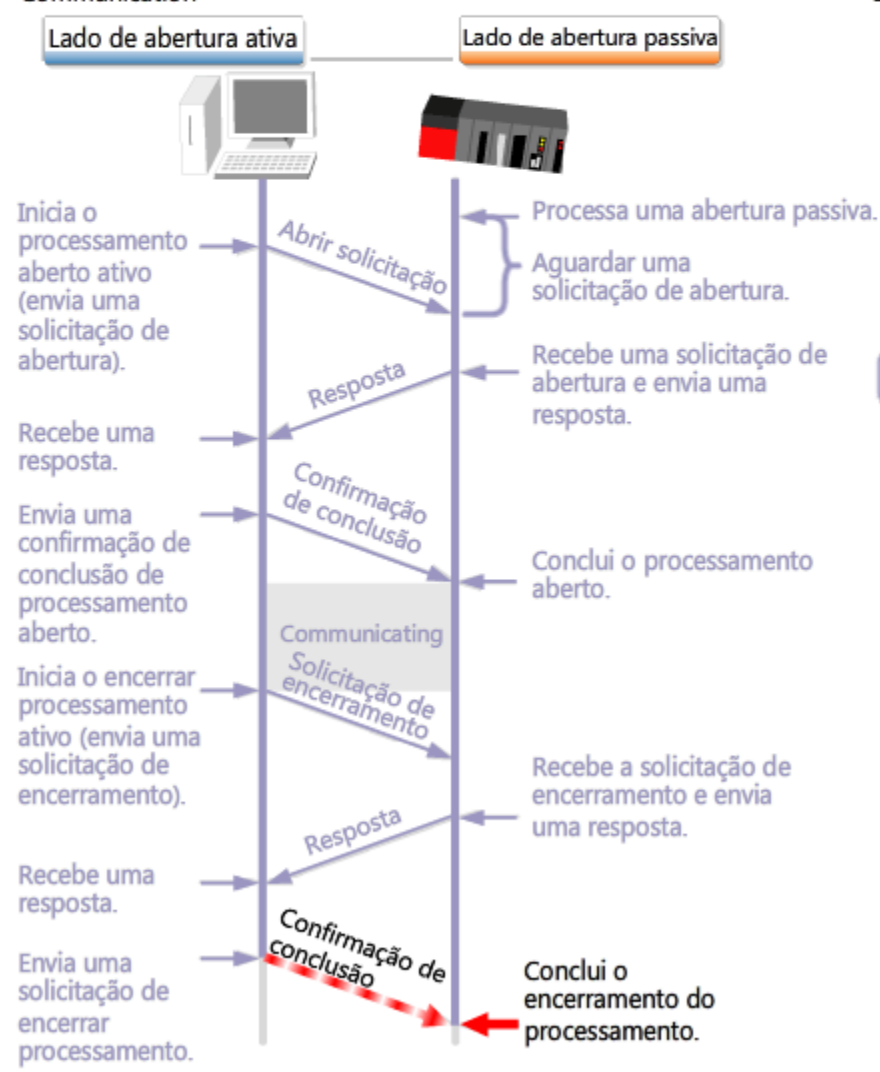 Communication
Lado de abertura ativa
Lado de abertura passiva
Inicia o
processamento
aberto ativo
(envia uma
solicitação de
abertura).
Abrir solicitação
Processa uma abertura passiva.
Aguardar uma
solicitação de abertura.
Recebe uma solicitação de
abertura e envia uma
resposta.
Resposta
Recebe uma
resposta.
Confirmação
de conclusão
Envia uma
confirmação de
conclusão de
processamento
aberto.
Conclui o processamento
aberto.
Communicating
Inicia o encerrar
processamento
ativo (envia uma
solicitação de
encerramento).
Solicitação de
encerramento
Recebe a solicitação de
encerramento e envia
uma resposta.
Resposta
Recebe uma
resposta.
Confirmação de
conclusão
Envia uma
solicitação de
encerrar
processamento.
Conclui o
encerramento do
processamento.